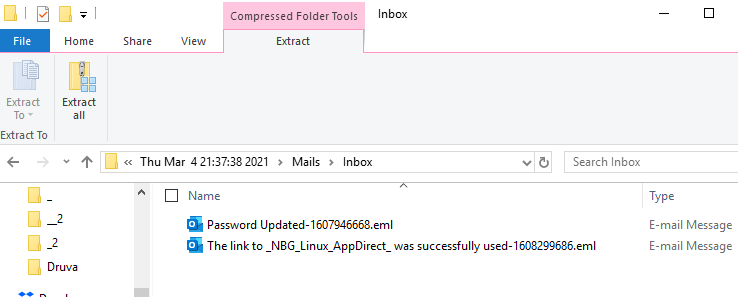 Compressed Folder Tools
Inbox
File
Home
Share
View
Extract
Extract To
Extract all
Extract To
« Thu Mar 4 21:37:38 2021 > Mails > Inbox
Search Inbox
Name
Type
_
__2
_2
Druva
Password Updated-1607946668.eml
E-mail Message
The link to _NBG_Linux_AppDirect_ was successfully used-1608299686.eml
E-mail Message